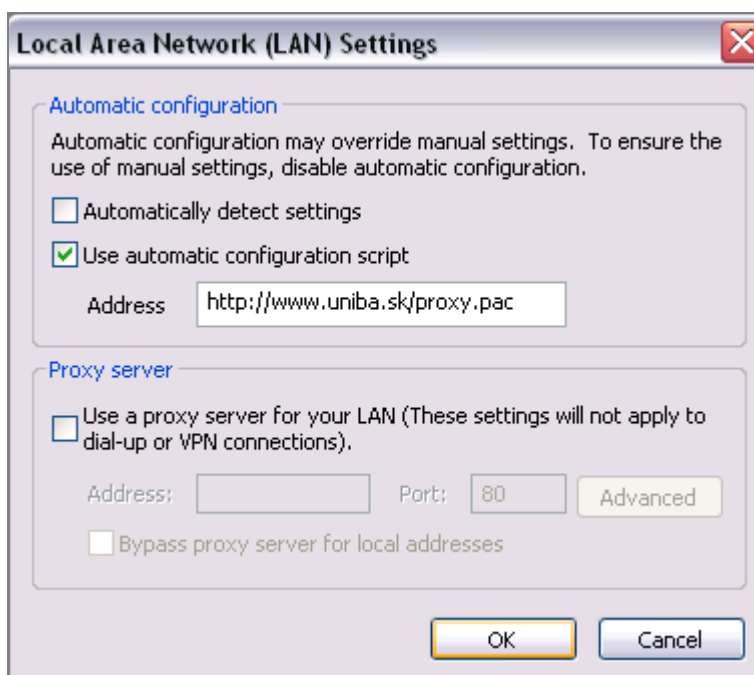 Local Area Network (LAN) Settings
Automatic configuration
Automatic configuration may override manual settings.  To ensure the
use of manual settings, disable automatic configuration.
Automatically detect settings
Use automatic configuration script
Address http://www.uniba.sk/proxy.pac
Proxy server
Use a proxy server for your LAN (These settings will not apply to
dial-up or VPN connections).
Address: Port: 80 Advanced
Bypass proxy server for local addresses
OK Cancel